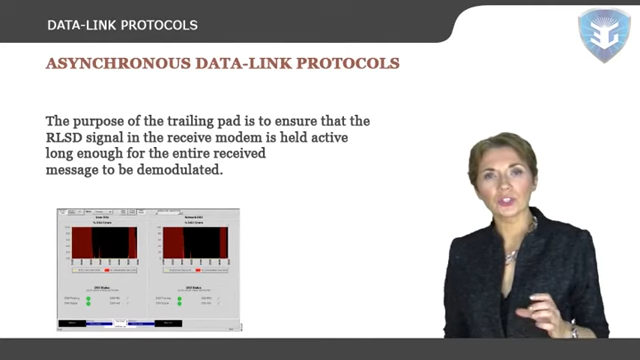 DATA-LINK PROTOCOLS
ASYNCHRONOUS DATA-LINK PROTOCOLS
The purpose of the trailing pad is to ensure that the
RLSD signal in the receive modem is held active
long enough for the entire received
message to be demodulated.